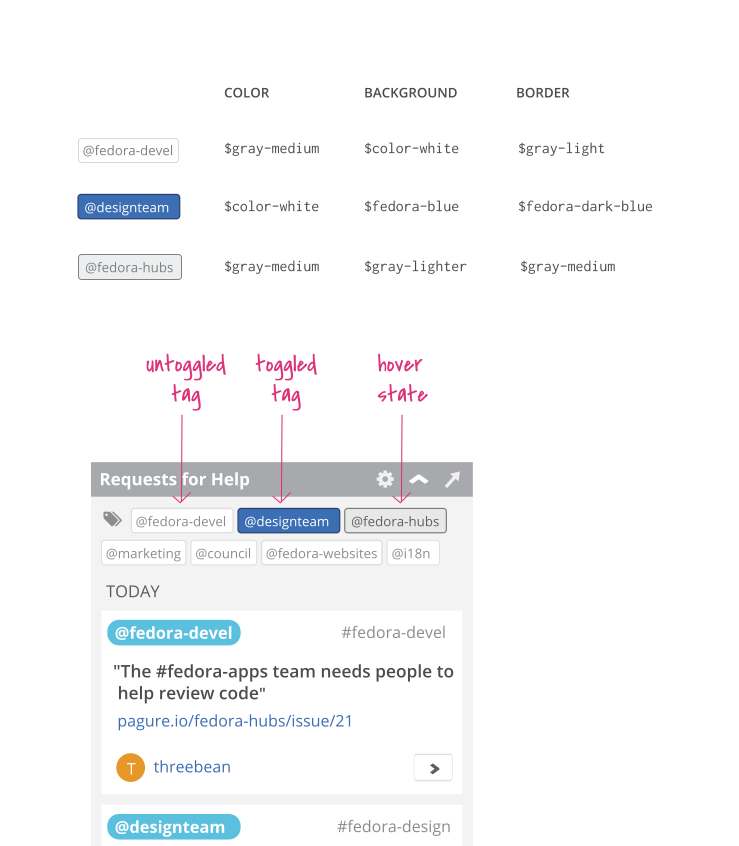 COLOR BACKGROUND BORDER
@fedora-devel $gray-medium $color-white $gray-light
@designteam $color-white $fedora-blue $fedora-dark-blue
@fedora-hubs $gray-medium $gray-lighter $gray-medium
untoggled toggled hover
tag tag state
Requests for Help
@fedora-devel @designteam @fedora-hubs
@marketing @council @fedora-websites @i18n
TODAY
@fedora-devel #fedora-devel
"The #fedora-apps team needs people to
help review code"
pagure.io/fedora-hubs/issue/21
T threebean
@designteam #fedora-design